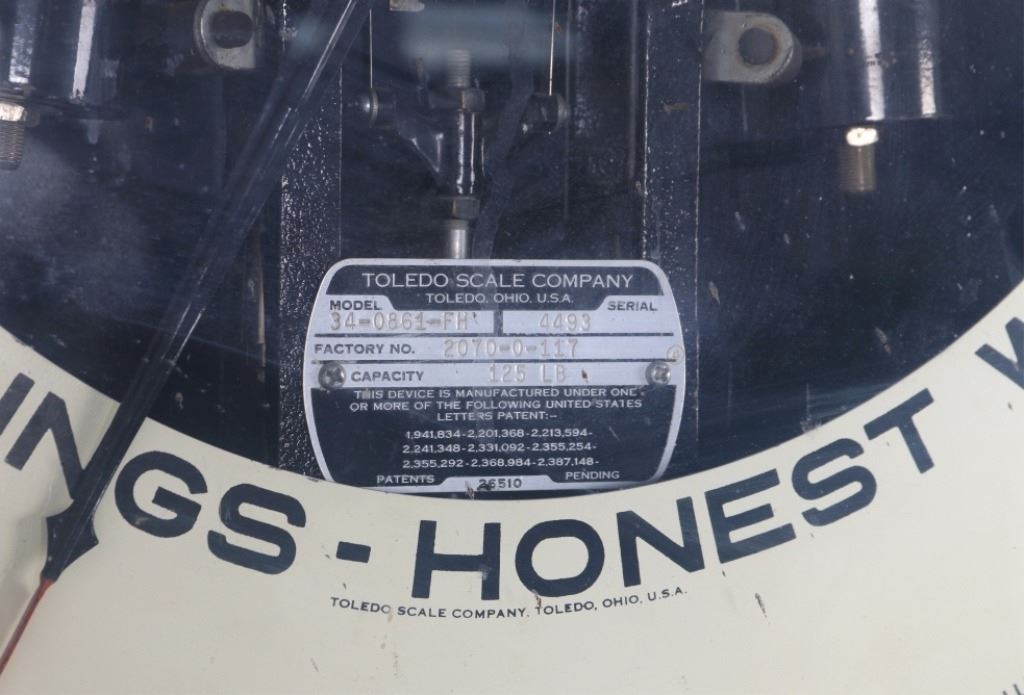 TOLEDO SCALE COMPANY
TOLEDO, OHIO. U.S.A.
MODEL SERIAL
34-0861-FH 4493
FACTORY NO. 2070-0-117
CAPACITY 125 LB
THIS DEVICE IS MANUFACTURED UNDER ONE
OR MORE OF THE FOLLOWING UNITED STATES
LETTERS PATENT:-
1,941,834-2,201,368-2,213,594-
2,241,348-2,331,092-2,355,254-
2,355,292-2,368,984-2,387,148-
PATENTS 26510 PENDING
INGS - HONEST W
TOLEDO SCALE COMPANY, TOLEDO, OHIO, U.S.A.